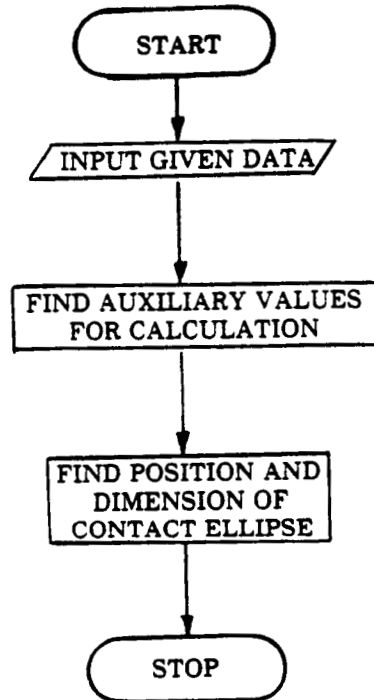 START
INPUT GIVEN DATA
FIND AUXILIARY VALUES
FOR CALCULATION
FIND POSITION AND
DIMENSION OF
CONTACT ELLIPSE
STOP